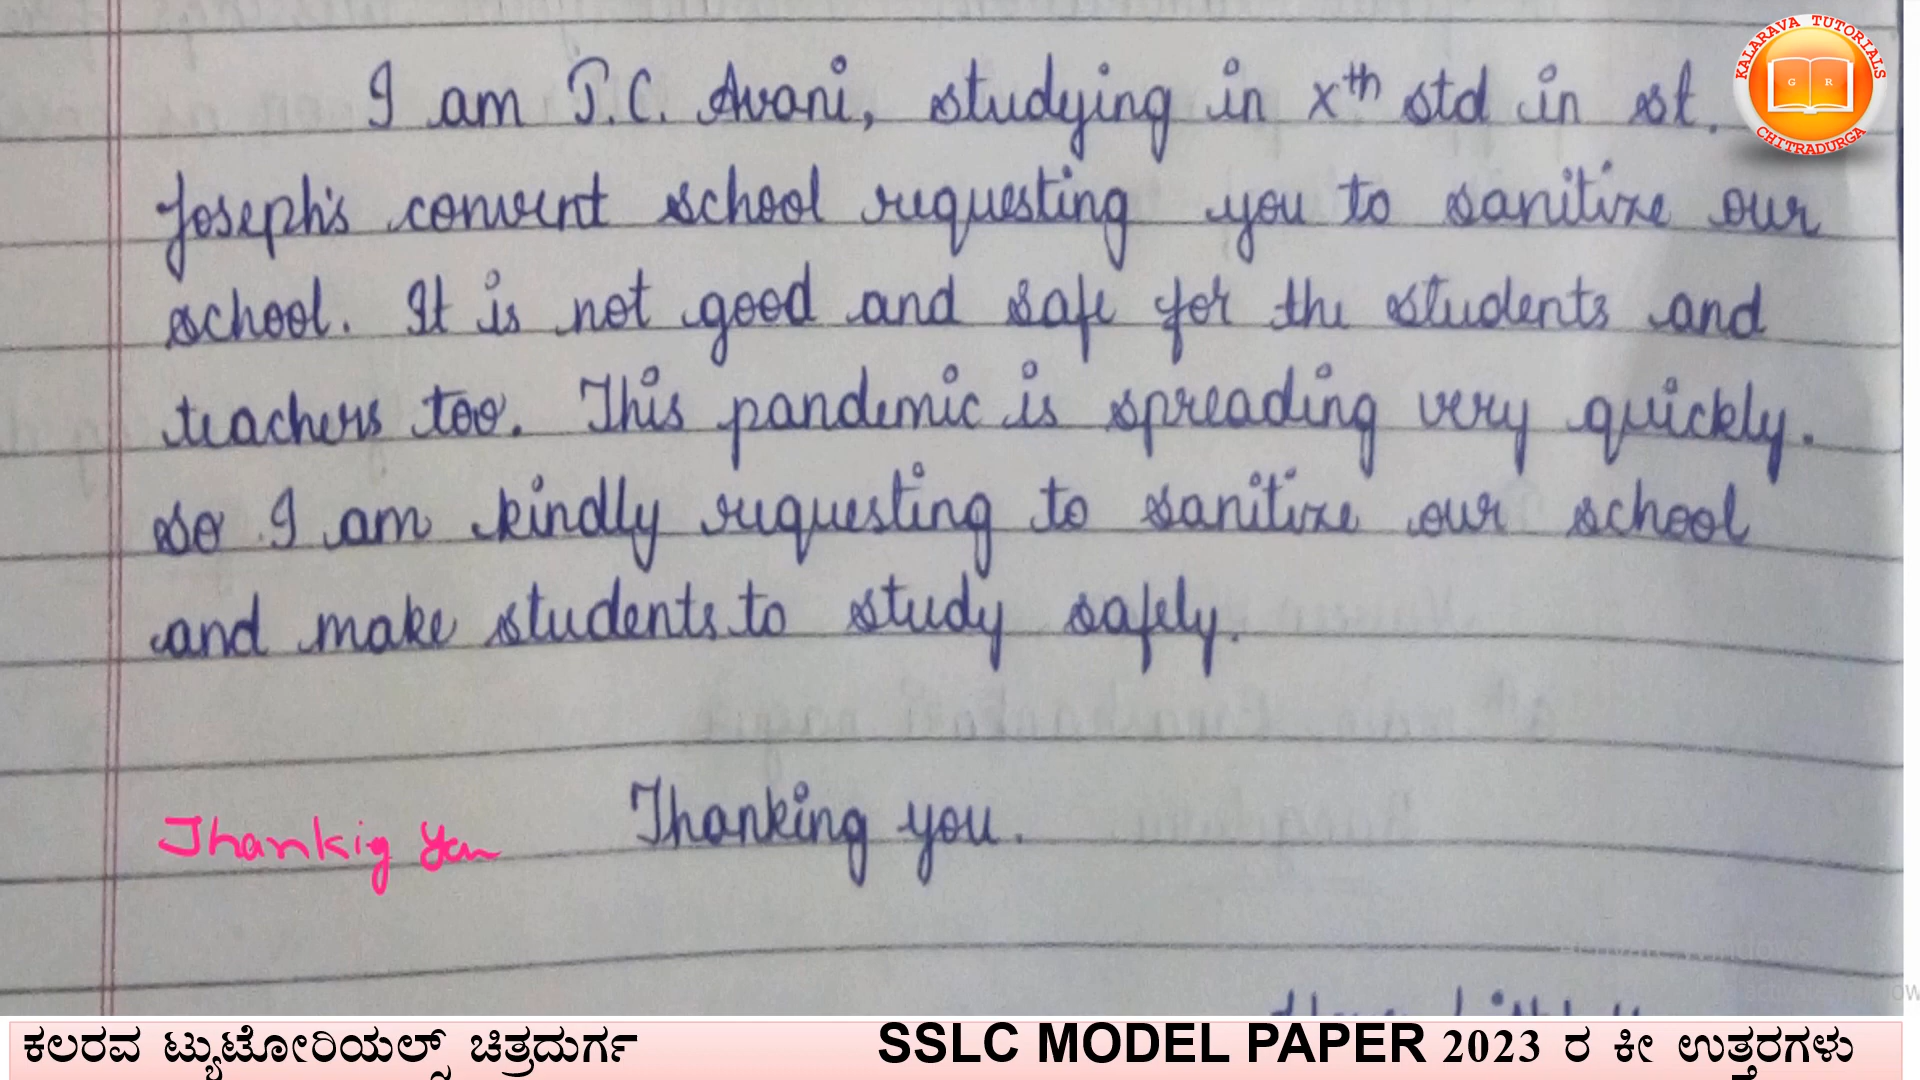 KALARAVA TUTORIALS
G R
CHITRADURGA
I am T.C. Avani, studying in Xth std in st.
Joseph's convent school requesting you to sanitize our
school. It is not good and safe for the students and
teachers too. This pandemic is spreading very quickly.
so I am kindly requesting to sanitize our school
and make students to study safely.
Thankig You Thanking you.
Activate Windows
ಕಲರವ ಟ್ಯುಟೋರಿಯಲ್ಸ್ ಚಿತ್ರದುರ್ಗ SSLC MODEL PAPER 2023 ರ ಕೀ ಉತ್ತರಗಳು